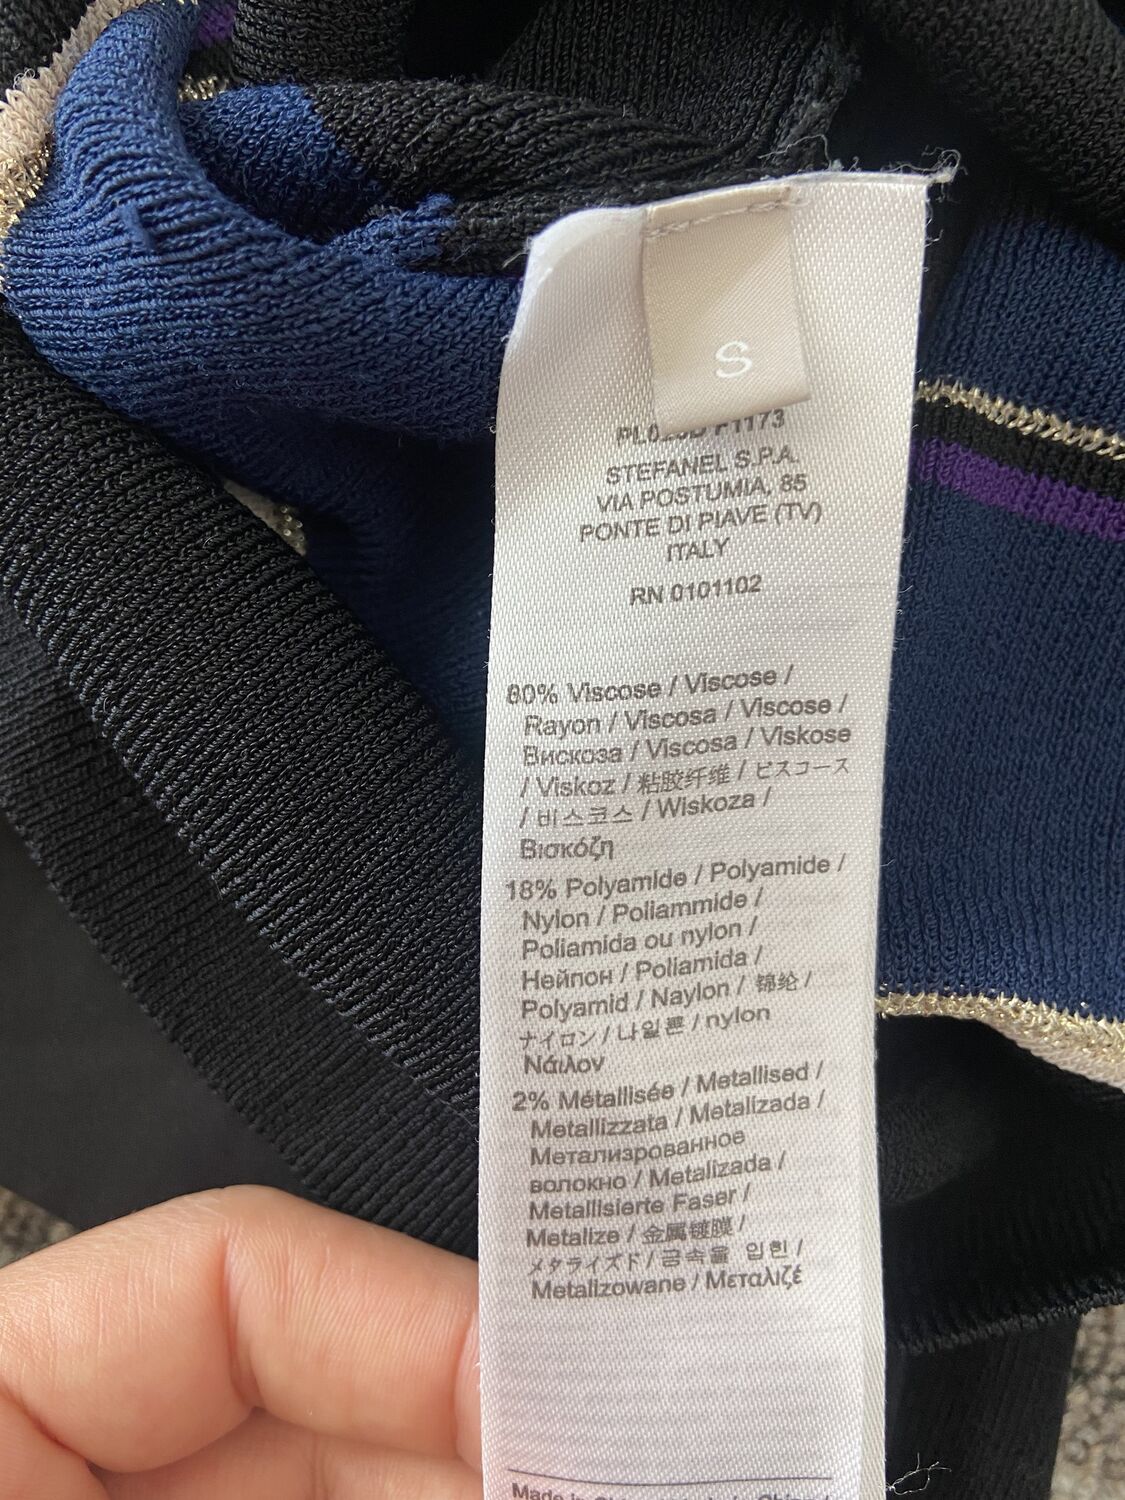 S
STEFANEL S.P.A.
VIA POSTUMIA, 85
PONTE DI PIAVE (TV)
ITALY
RN 0101102
80% Viscose / Viscose /
Rayon / Viscosa / Viscose /
Вискоза / Viscosa / Viskose
/ Viskoz / 粘胶纤维 / ビスコース
/ 비스코스 / Wiskoza /
Βισκόζη
18% Polyamide / Polyamide /
Nylon / Poliammide /
Poliamida ou nylon /
Нейлон / Poliamida /
Polyamid / Naylon / 锦纶 /
ナイロン / 나일론 / nylon
Νάιλον
2% Métallisée / Metallised /
Metallizzata / Metalizada /
Метализрованное
волокно / Metalizada /
Metallisierte Faser /
Metalize / 金属镀膜 /
メタライズド / 금속을 입힌 /
Metalizowane / Μεταλιζέ
Made in